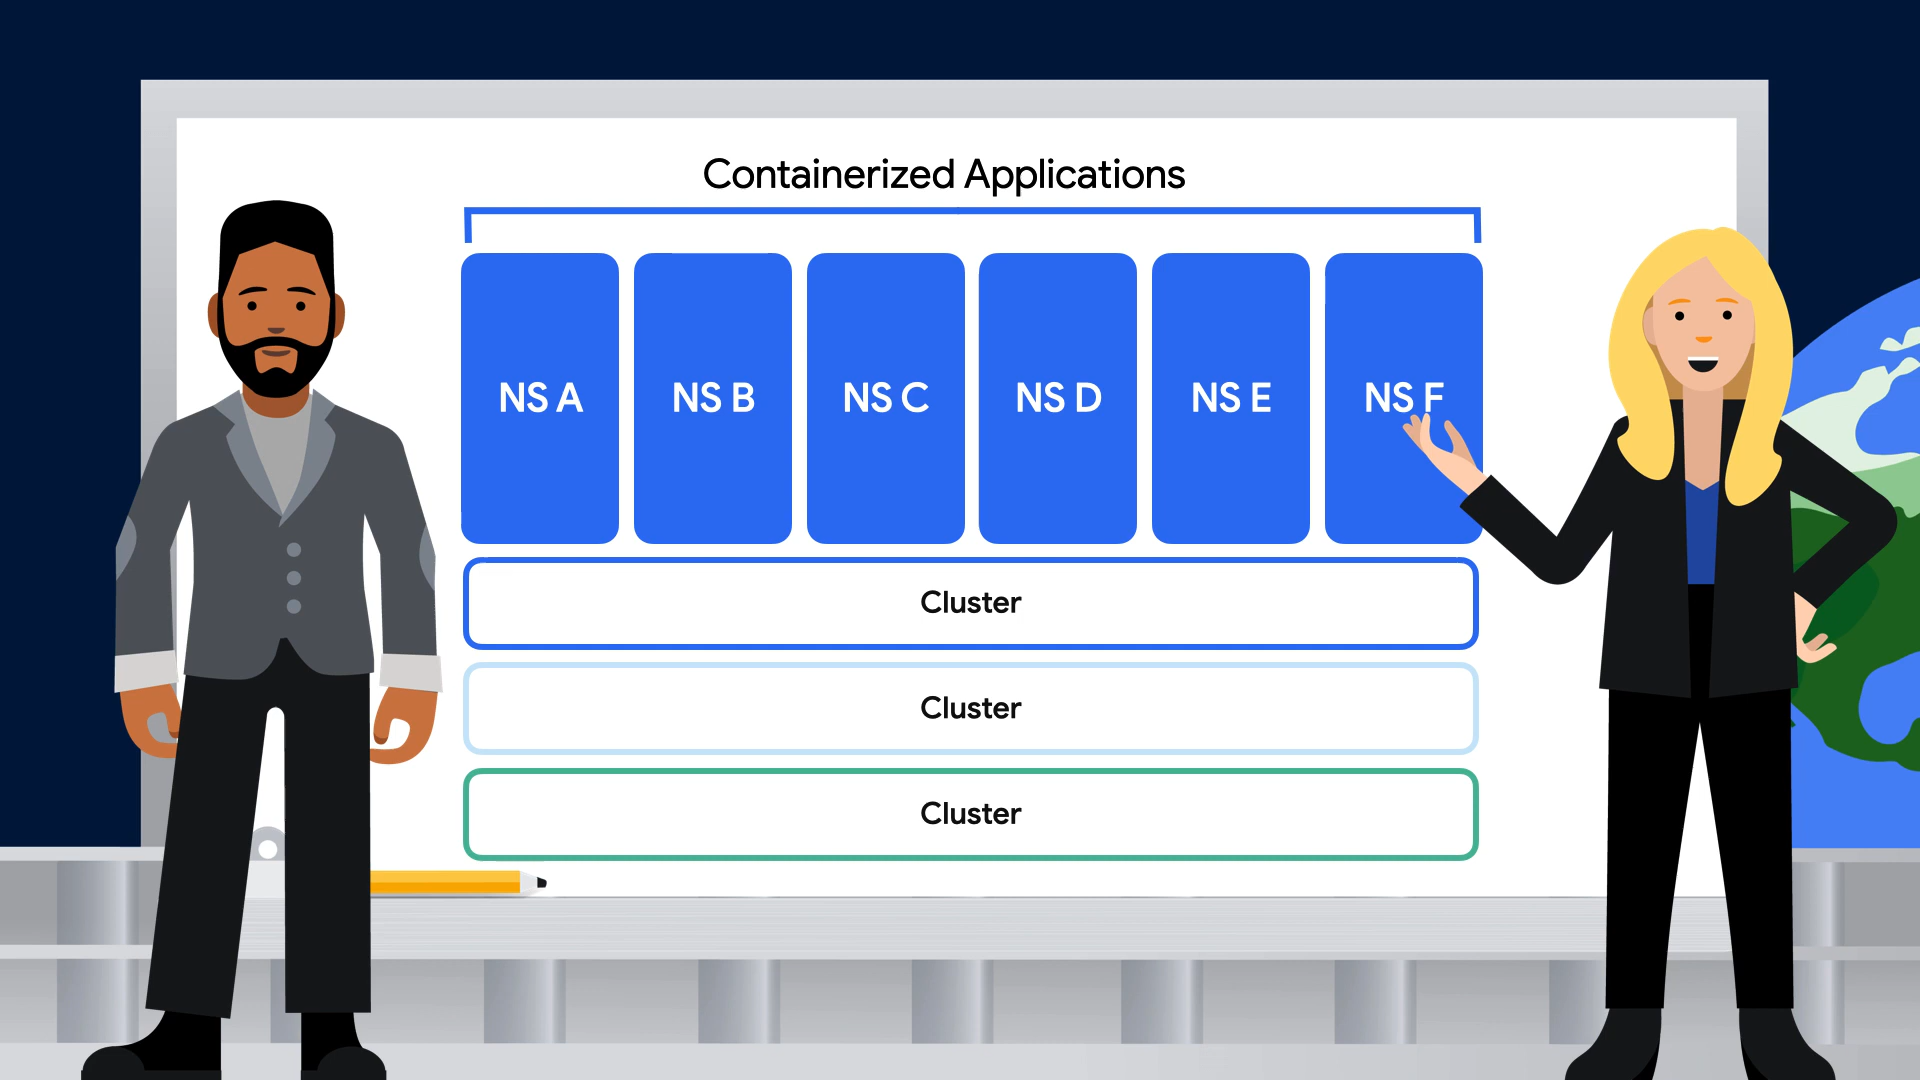 Containerized Applications
NS A NS B NS C NS D NS E NS F
Cluster
Cluster
Cluster